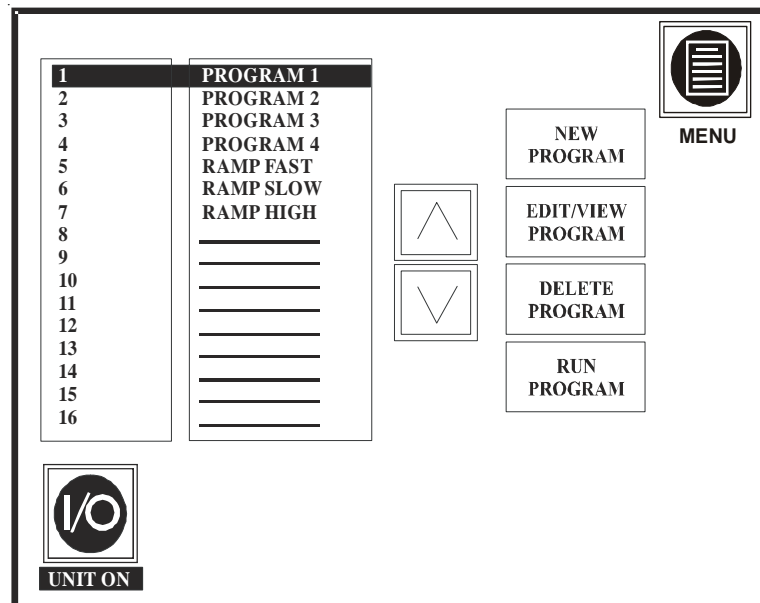 1 PROGRAM 1
2 PROGRAM 2
3 PROGRAM 3
4 PROGRAM 4
5 RAMP FAST
6 RAMP SLOW
7 RAMP HIGH
8
9
10
11
12
13
14
15
16
MENU
NEW
PROGRAM
EDIT/VIEW
PROGRAM
DELETE
PROGRAM
RUN
PROGRAM
I/O
UNIT ON